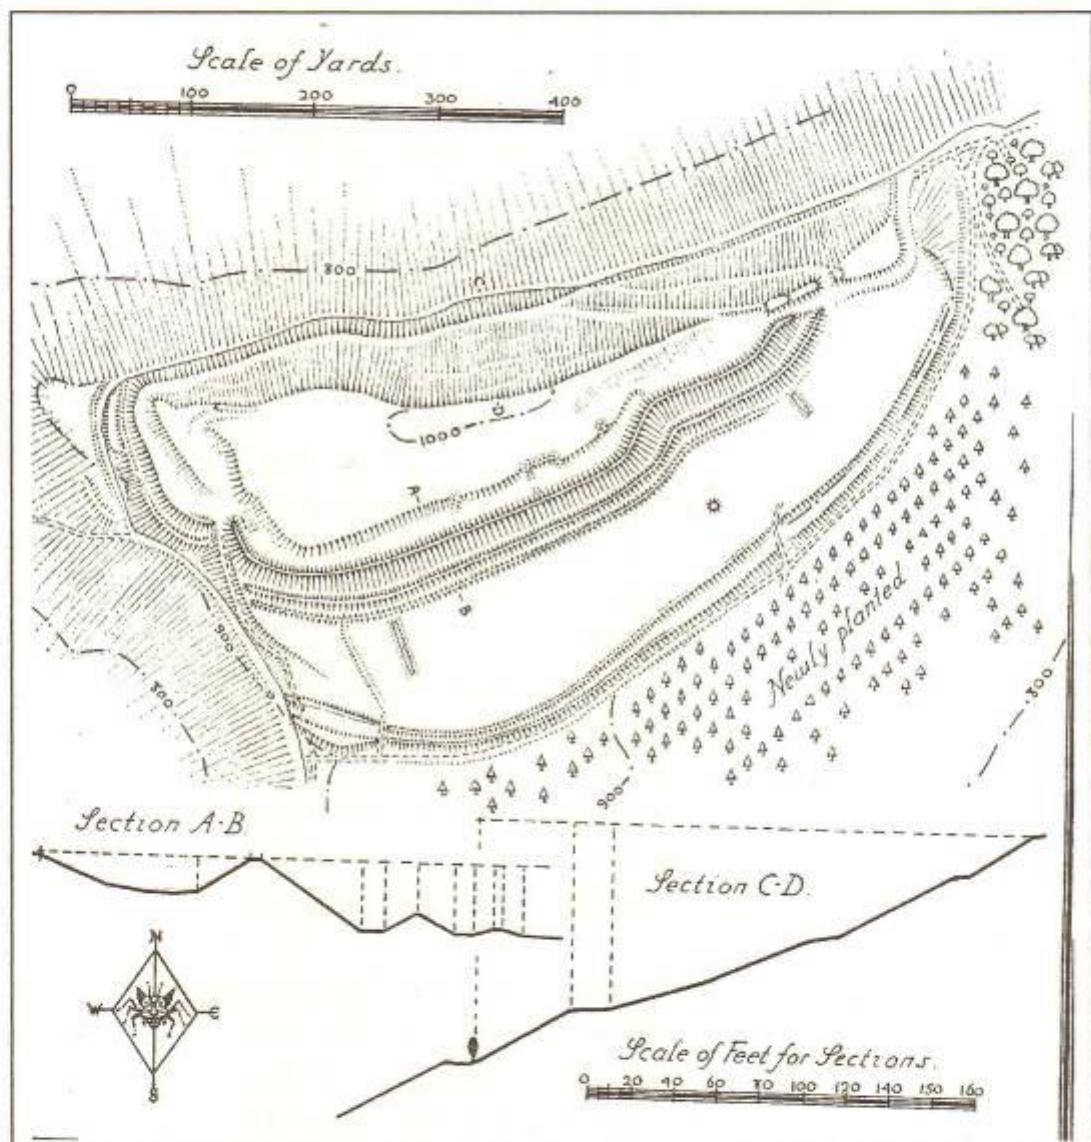 Scale of Yards.
0 100 200 300 400
800
C
D
1000
A
B
900
800
Newly planted
800
900
Section A-B.
Section C-D.
N
W E
S
Scale of Feet for Sections.
0 20 40 60 80 100 120 140 150 160